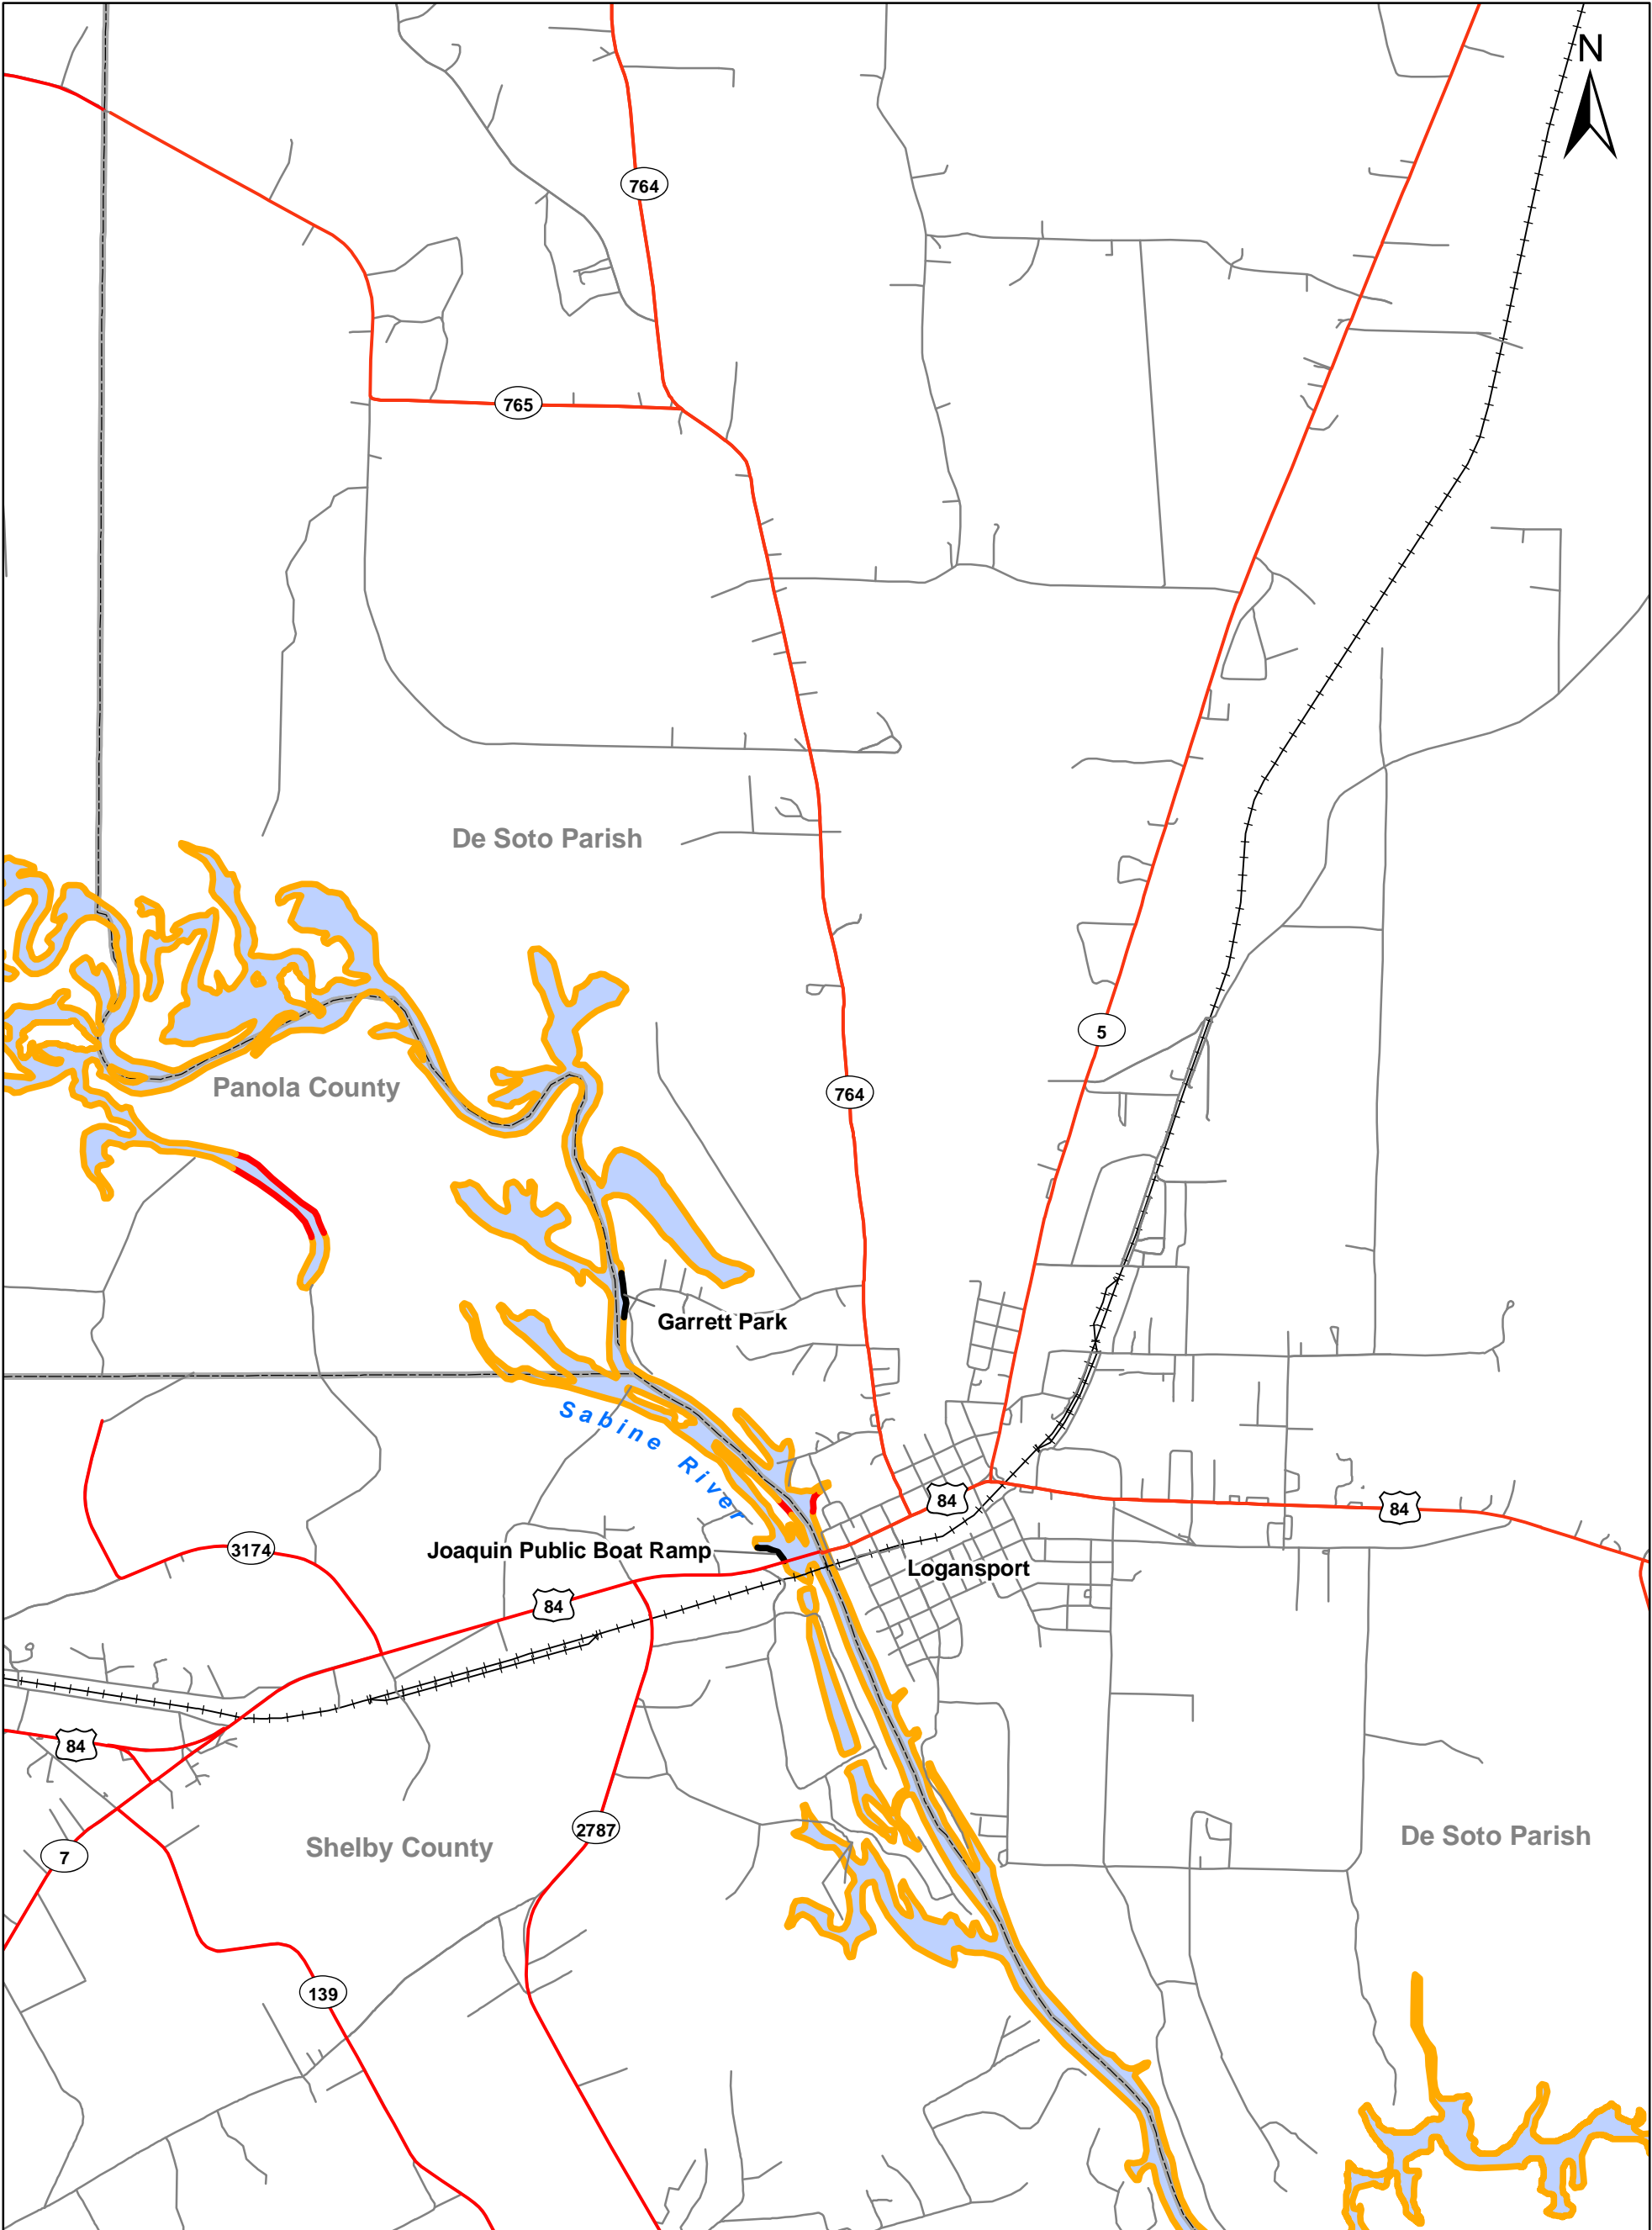 N
764
765
De Soto Parish
5
Panola County
764
Garrett Park
Sabine River
84
84
3174
Joaquin Public Boat Ramp
Logansport
84
84
2787
De Soto Parish
Shelby County
7
139